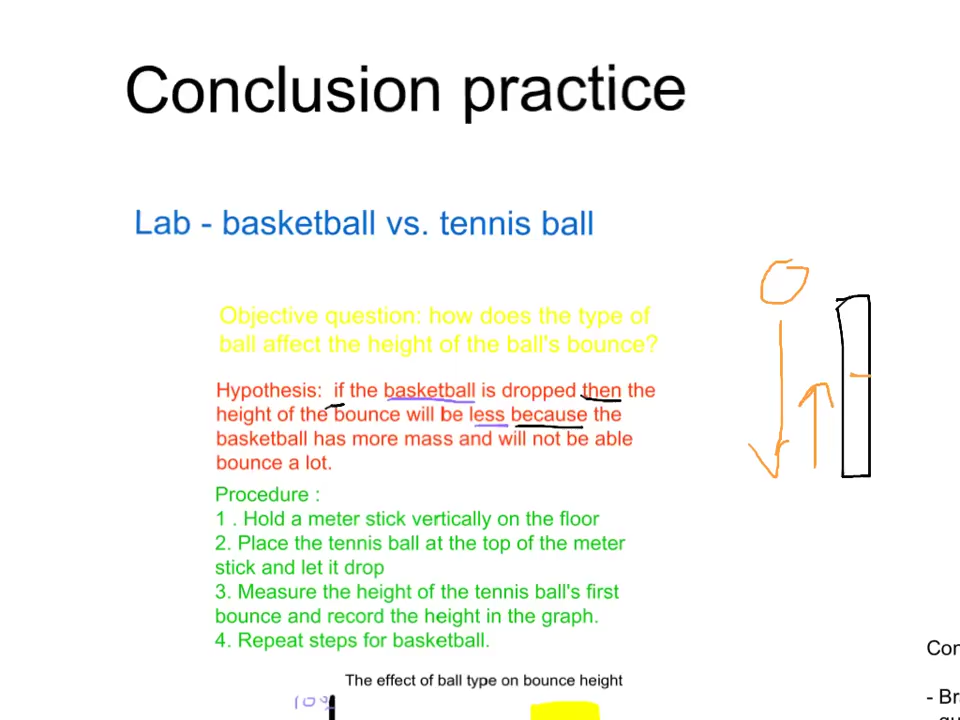 Conclusion practice
Lab - basketball vs. tennis ball
Objective question: how does the type of
ball affect the height of the ball's bounce?
Hypothesis: if the basketball is dropped then the
height of the bounce will be less because the
basketball has more mass and will not be able
bounce a lot.
Procedure :
1 . Hold a meter stick vertically on the floor
2. Place the tennis ball at the top of the meter
stick and let it drop
3. Measure the height of the tennis ball's first
bounce and record the height in the graph.
4. Repeat steps for basketball.
The effect of ball type on bounce height